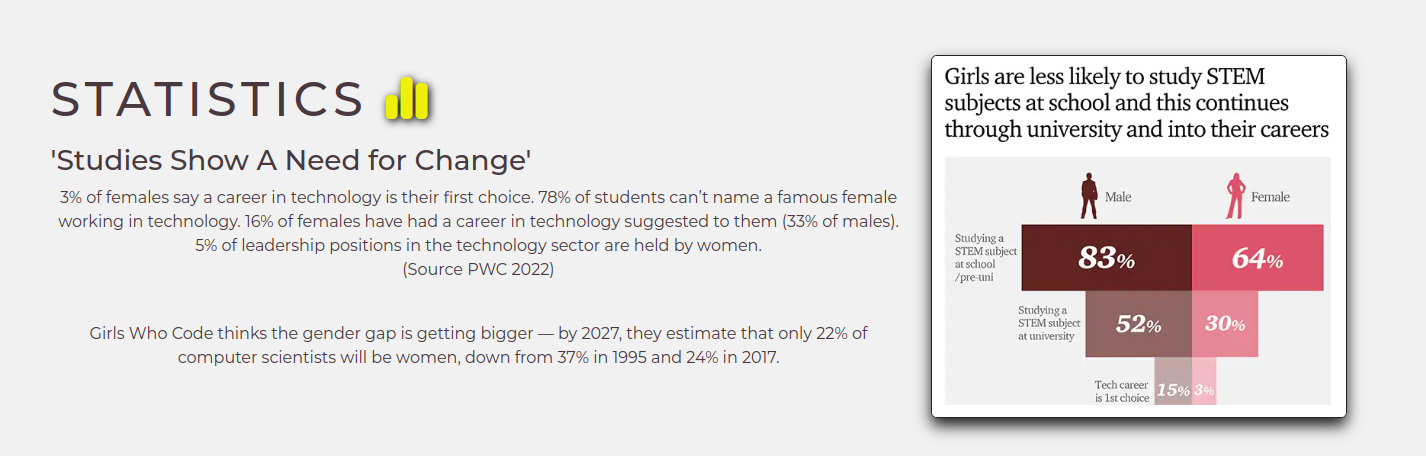 STATISTICS
'Studies Show A Need for Change'
3% of females say a career in technology is their first choice. 78% of students can’t name a famous female
working in technology. 16% of females have had a career in technology suggested to them (33% of males).
5% of leadership positions in the technology sector are held by women.
(Source PWC 2022)
Girls Who Code thinks the gender gap is getting bigger — by 2027, they estimate that only 22% of
computer scientists will be women, down from 37% in 1995 and 24% in 2017.
Girls are less likely to study STEM
subjects at school and this continues
through university and into their careers
Male
Female
Studying a
STEM subject
at school
/pre-uni
83%
64%
Studying a
STEM subject
at university
52%
30%
Tech career
is 1st choice
15%
3%